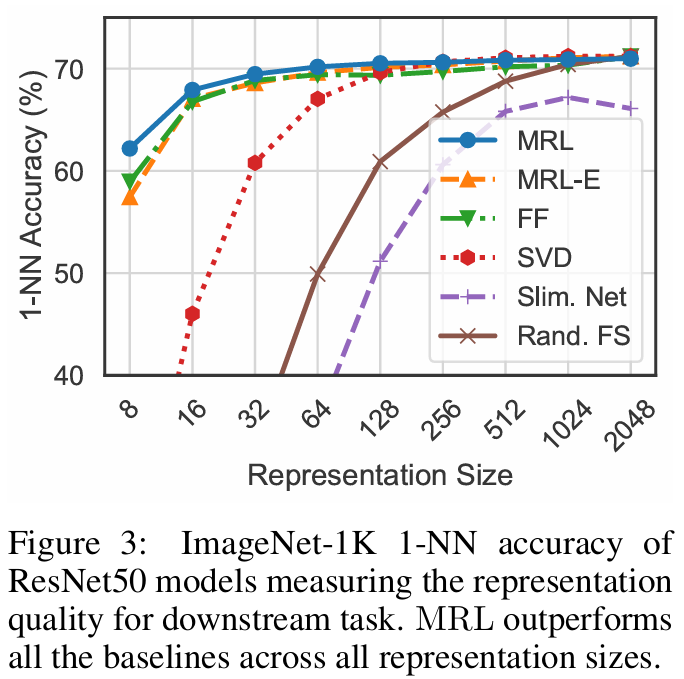 70
60
50
40
1-NN Accuracy (%)
MRL
MRL-E
FF
SVD
Slim. Net
Rand. FS
8
16
32
64
128
256
512
1024
2048
Representation Size
Figure 3: ImageNet-1K 1-NN accuracy of
ResNet50 models measuring the representation
quality for downstream task. MRL outperforms
all the baselines across all representation sizes.